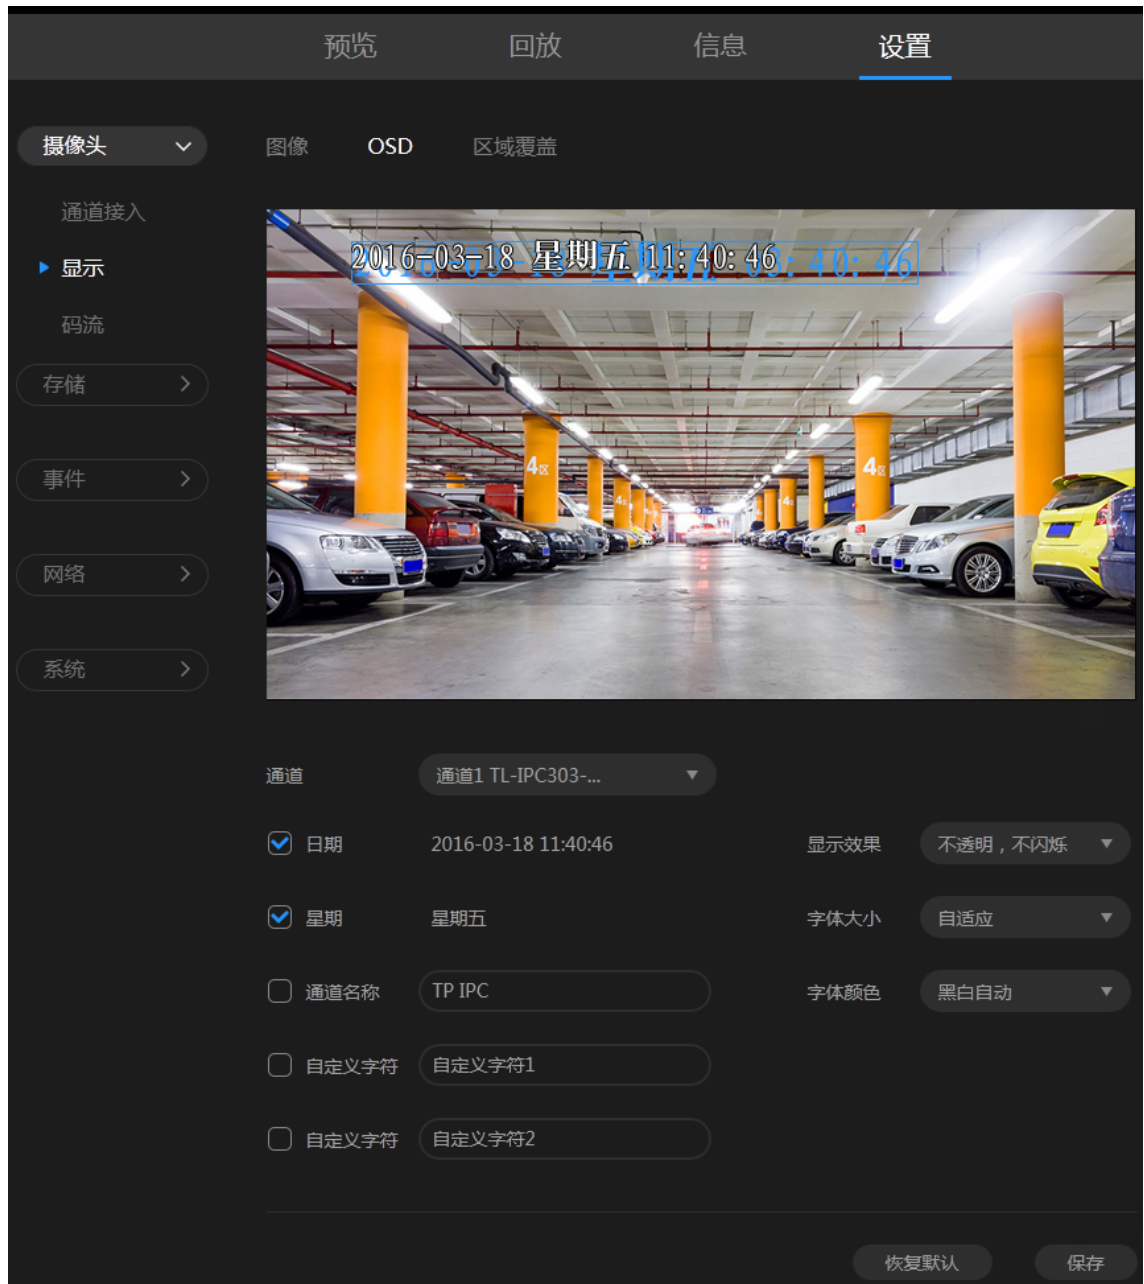 预览 回放 信息 设置
摄像头 图像 OSD 区域覆盖
通道接入
显示
码流
存储
事件
网络
系统
2016-03-18 星期五 11:40:46
4区 4区
通道 通道1 TL-IPC303-...
日期 2016-03-18 11:40:46 显示效果 不透明，不闪烁
星期 星期五 字体大小 自适应
通道名称 TP IPC 字体颜色 黑白自动
自定义字符 自定义字符1
自定义字符 自定义字符2
恢复默认 保存